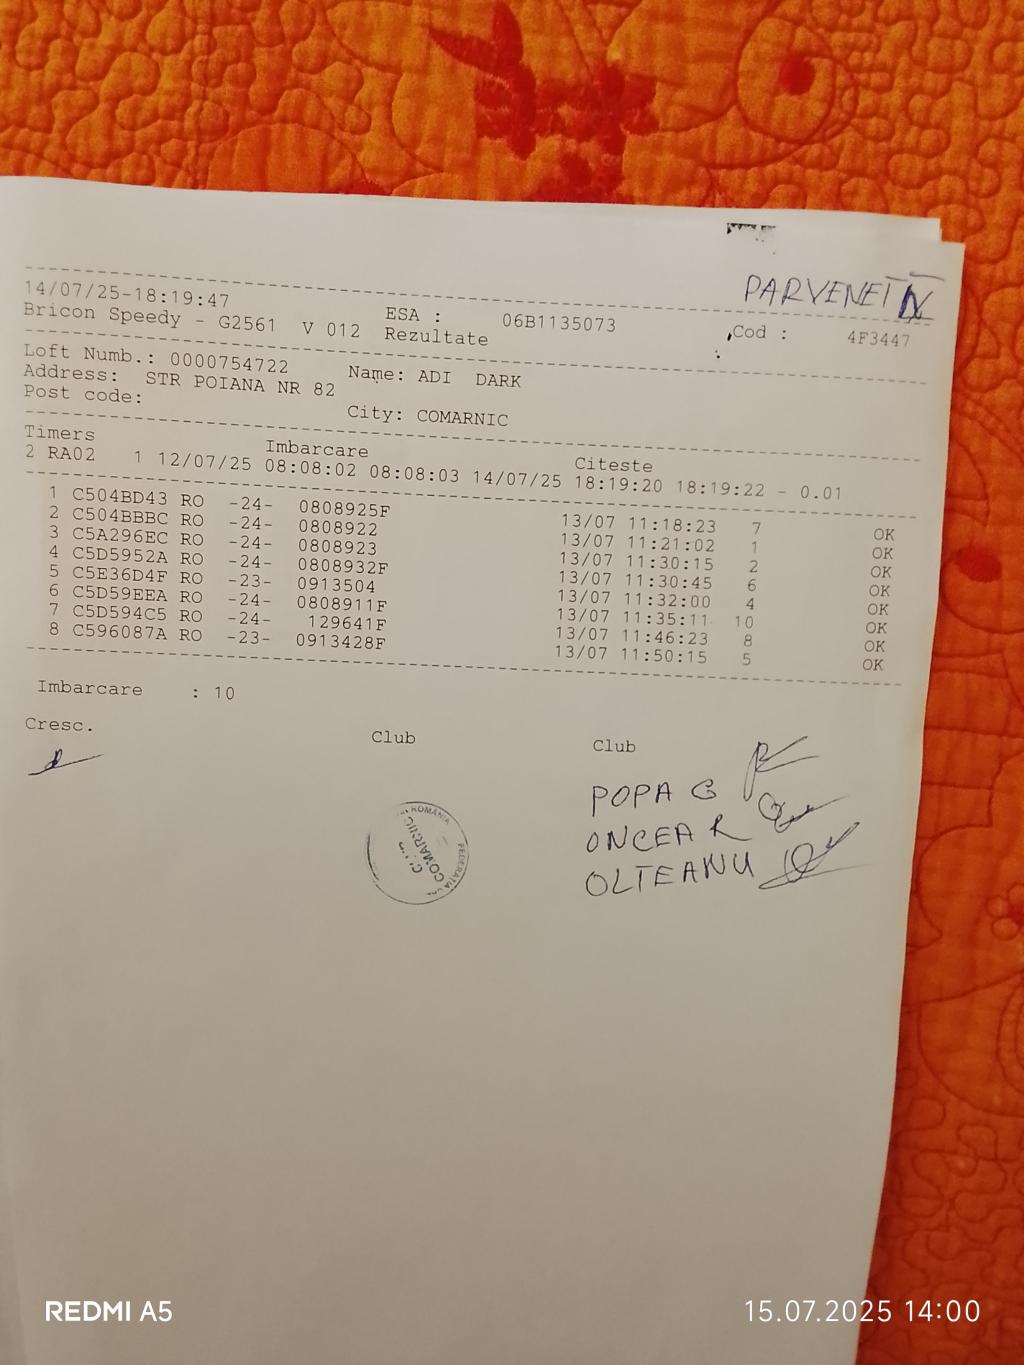 PARVENEI IV
14/07/25-18:19:47 ESA : 06B1135073 Cod : 4F3447
Bricon Speedy - G2561 V 012 Rezultate
Loft Numb.: 0000754722 Name: ADI DARK
Address: STR POIANA NR 82
Post code: City: COMARNIC
Timers Imbarcare Citeste
2 RA02 1 12/07/25 08:08:02 08:08:03 14/07/25 18:19:20 18:19:22 - 0.01
1 C504BD43 RO -24- 0808925F 13/07 11:18:23 7 OK
2 C504BBBC RO -24- 0808922 13/07 11:21:02 1 OK
3 C5A296EC RO -24- 0808923 13/07 11:30:15 2 OK
4 C5D5952A RO -24- 0808932F 13/07 11:30:45 6 OK
5 C5E36D4F RO -23- 0913504 13/07 11:32:00 4 OK
6 C5D59EEA RO -24- 0808911F 13/07 11:35:11 10 OK
7 C5D594C5 RO -24- 129641F 13/07 11:46:23 8 OK
8 C596087A RO -23- 0913428F 13/07 11:50:15 5 OK
Imbarcare : 10
Cresc. Club Club
POPA G
ONCEA R
OLTEANU
ROMÂNIA
COMARNIC
FEDERAȚIA
REDMI A5
15.07.2025 14:00